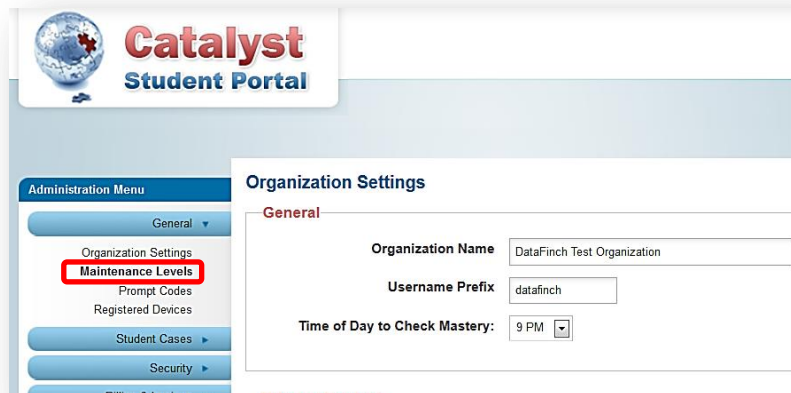 Catalyst
Student Portal
Administration Menu
General
Organization Settings
Maintenance Levels
Prompt Codes
Registered Devices
Student Cases
Security
Organization Settings
General
Organization Name DataFinch Test Organization
Username Prefix datafinch
Time of Day to Check Mastery: 9 PM